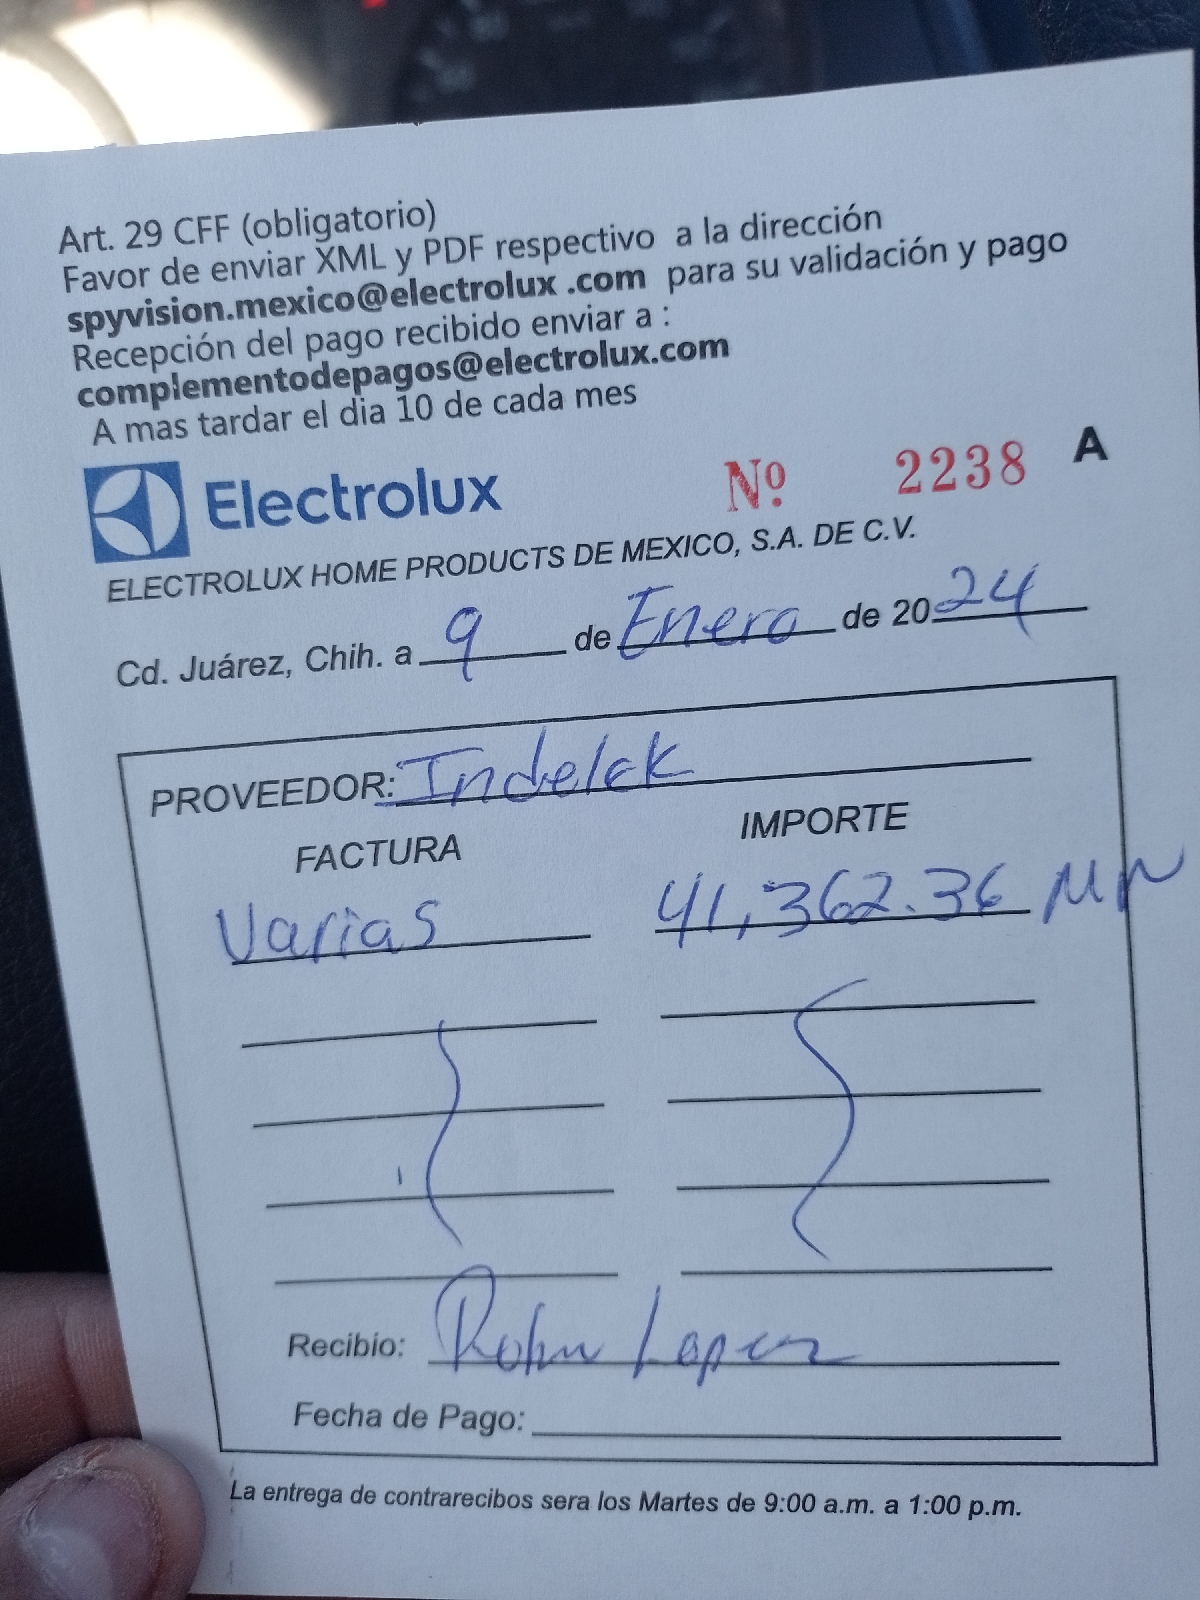 Art. 29 CFF (obligatorio)
Favor de enviar XML y PDF respectivo a la dirección
spyvision.mexico@electrolux .com para su validación y pago
Recepción del pago recibido enviar a :
complementodepagos@electrolux.com
A mas tardar el dia 10 de cada mes
Electrolux Nº 2238 A
ELECTROLUX HOME PRODUCTS DE MEXICO, S.A. DE C.V.
Cd. Juárez, Chih. a 9 de Enero de 2024
PROVEEDOR: Indelek
FACTURA IMPORTE
Varias 41,362.36 MN
Recibio: Lopez
Fecha de Pago:
La entrega de contrarecibos sera los Martes de 9:00 a.m. a 1:00 p.m.